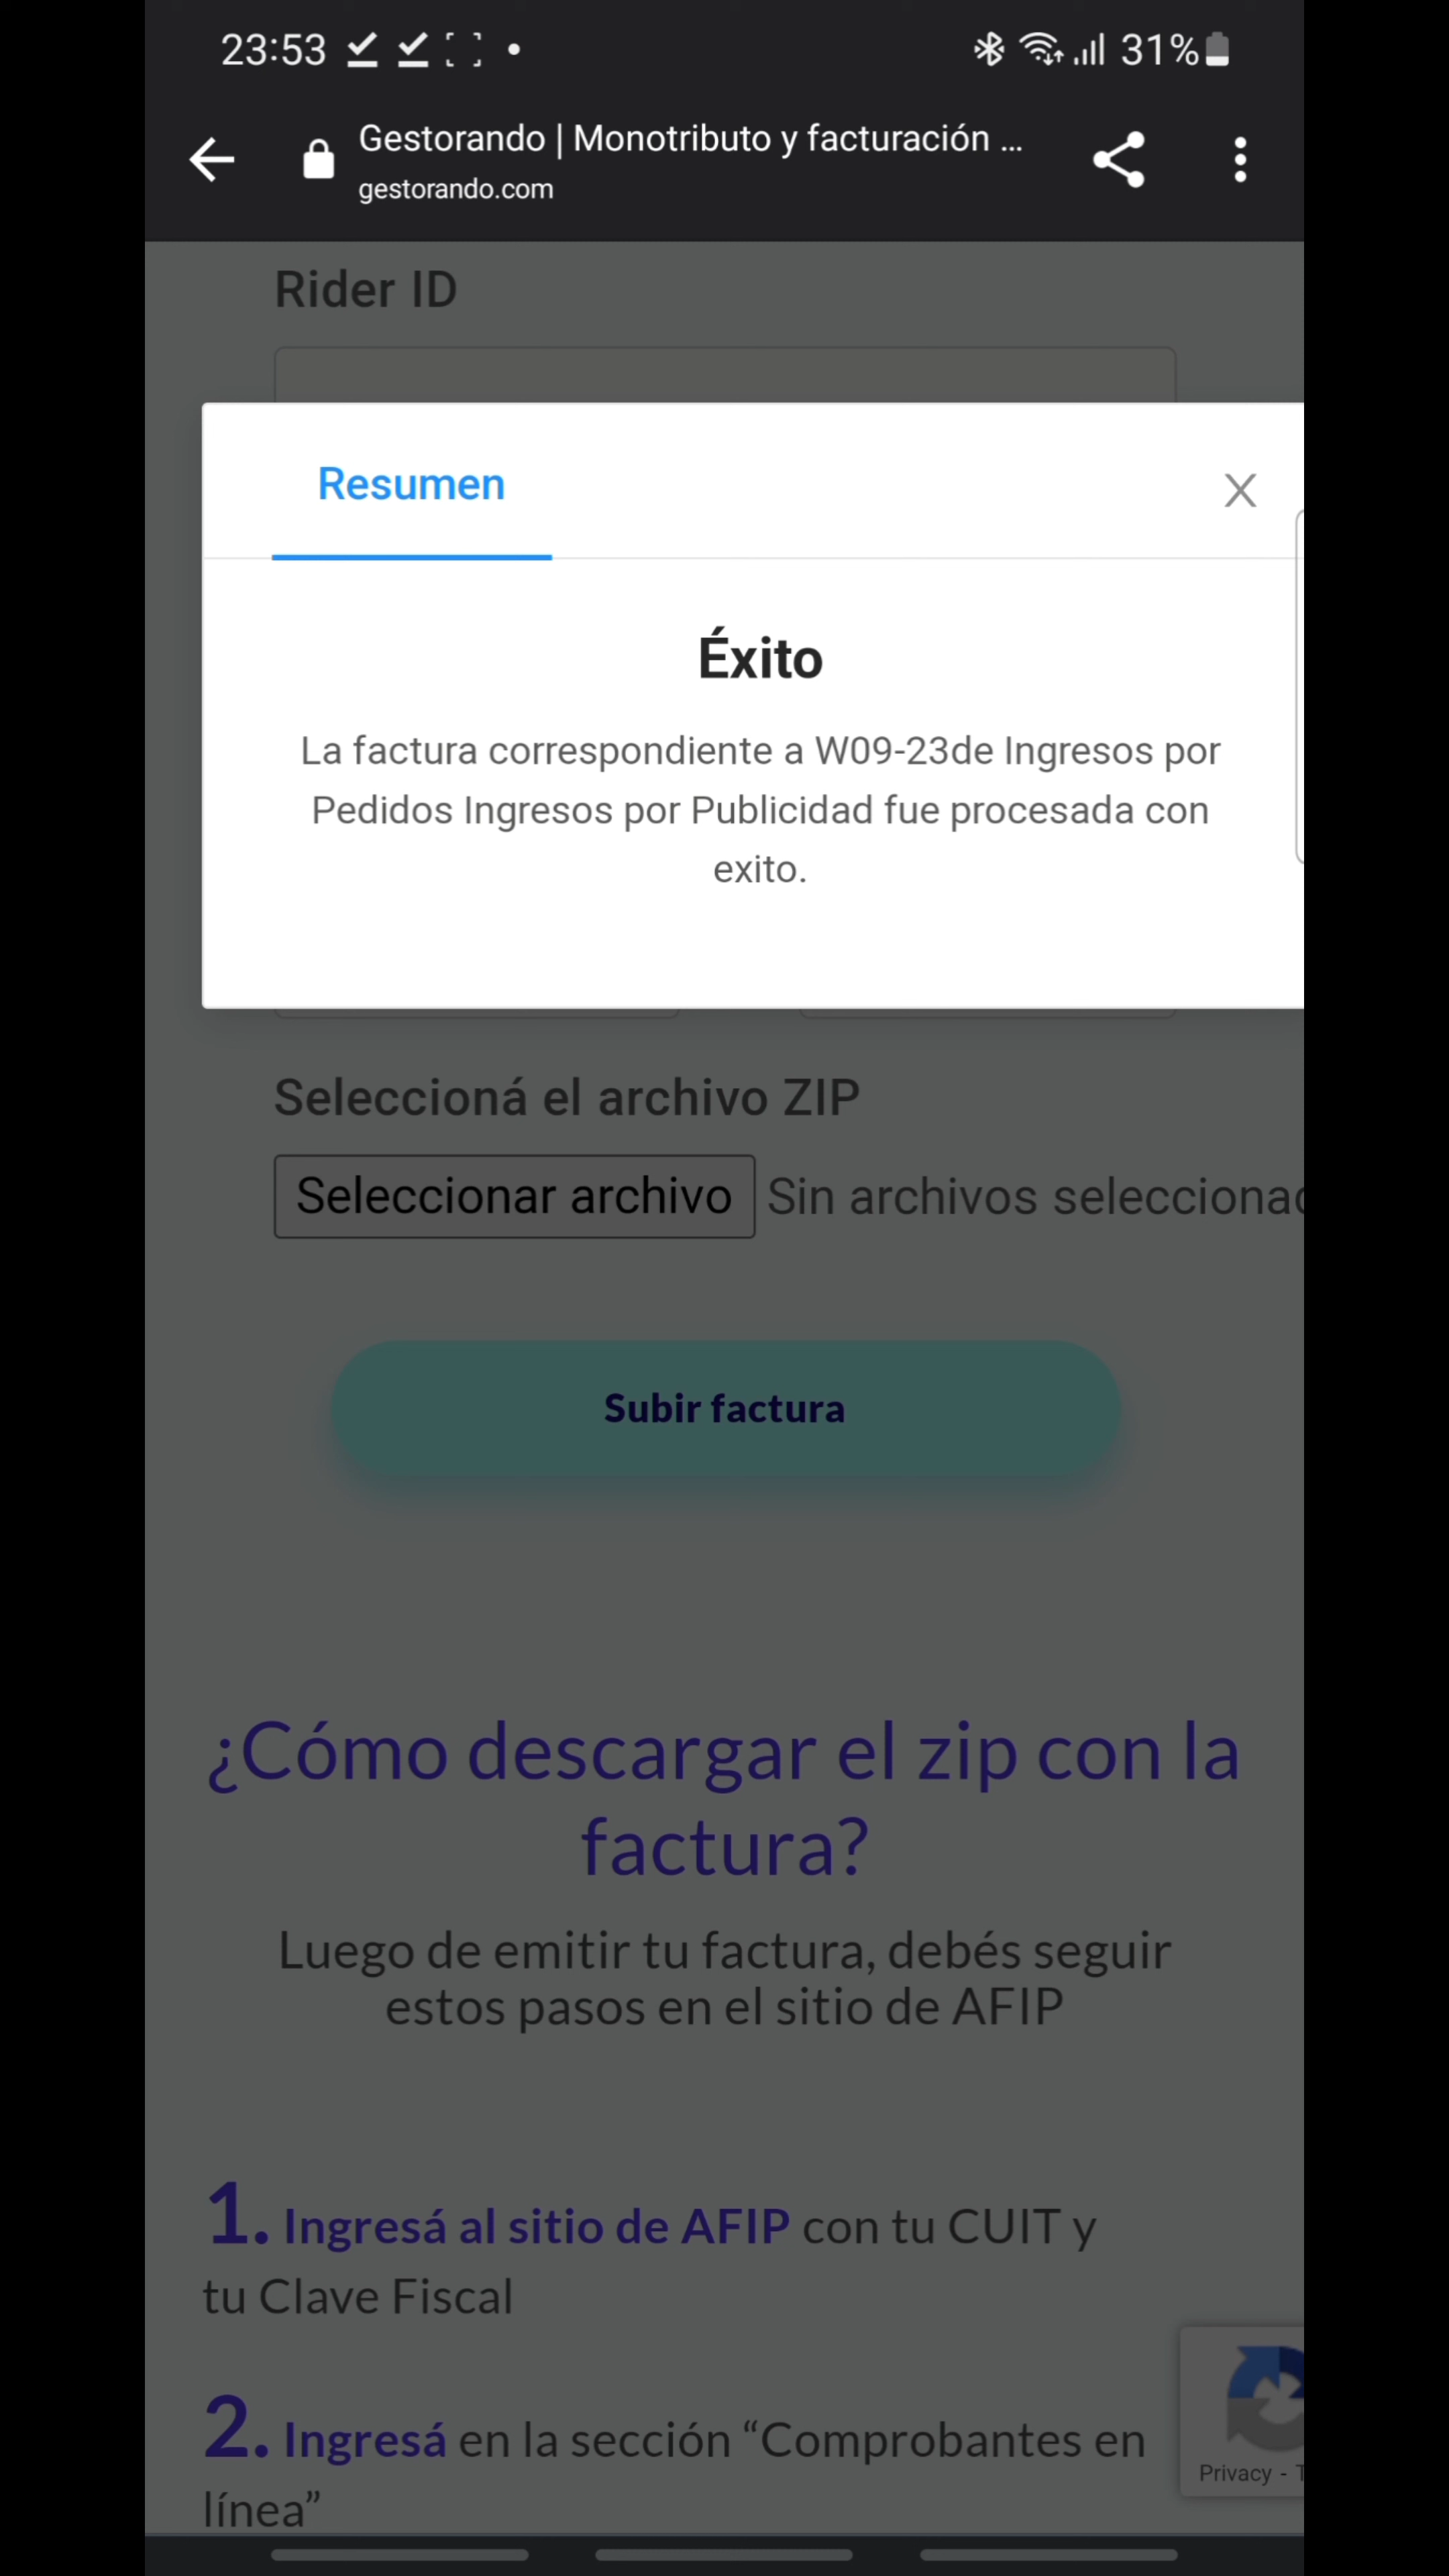 23:53
31%
Gestorando | Monotributo y facturación ...
gestorando.com
Rider ID
Resumen
X
Éxito
La factura correspondiente a W09-23de Ingresos por
Pedidos Ingresos por Publicidad fue procesada con
exito.
Seleccioná el archivo ZIP
Seleccionar archivo Sin archivos seleccionad
Subir factura
¿Cómo descargar el zip con la
factura?
Luego de emitir tu factura, debés seguir
estos pasos en el sitio de AFIP
1. Ingresá al sitio de AFIP con tu CUIT y
tu Clave Fiscal
2. Ingresá en la sección “Comprobantes en
línea”
Privacy - T